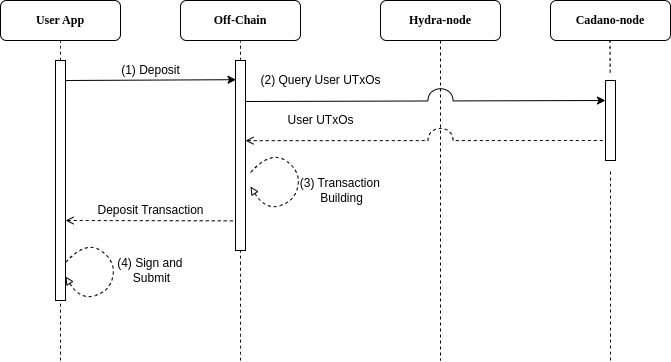 User App
Off-Chain
Hydra-node
Cadano-node
(1) Deposit
(2) Query User UTxOs
User UTxOs
(3) Transaction
Building
Deposit Transaction
(4) Sign and
Submit